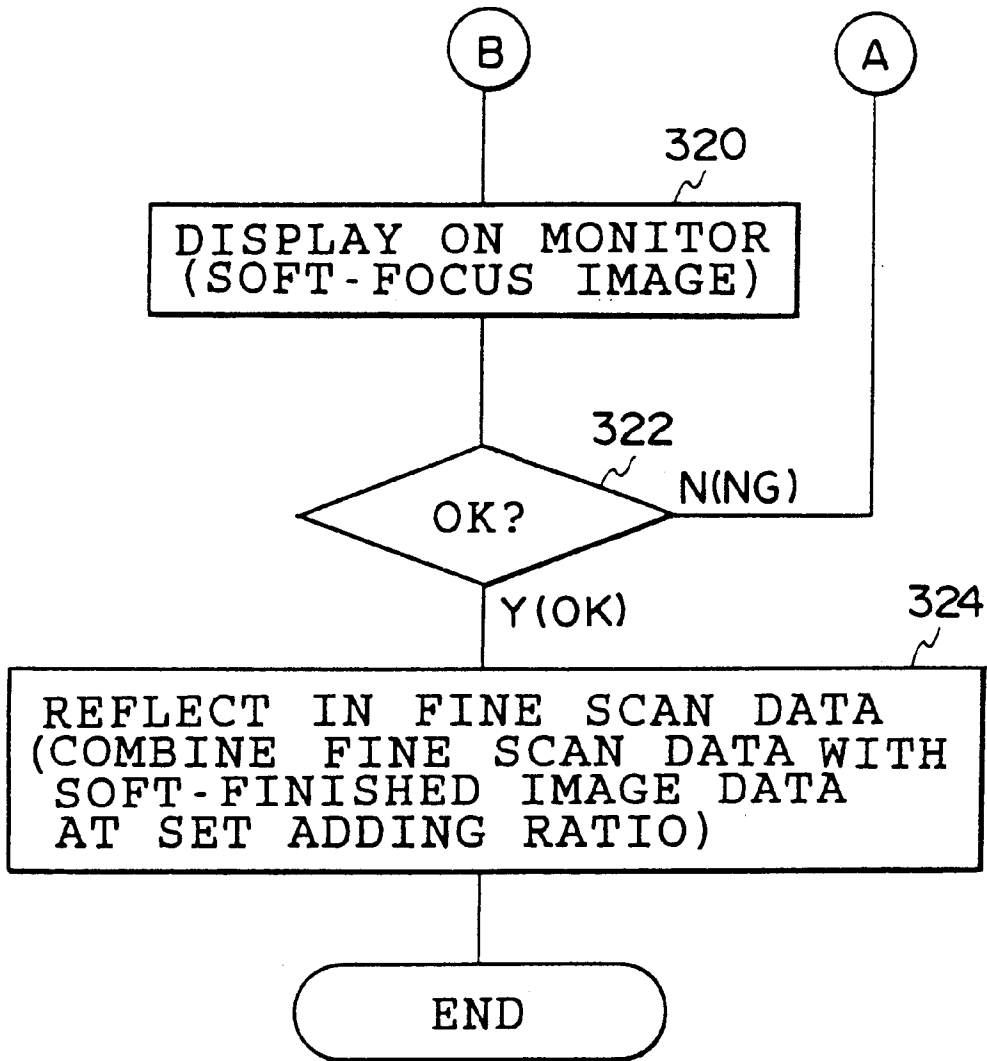 B
A
320
DISPLAY ON MONITOR
(SOFT-FOCUS IMAGE)
322
OK?
N(NG)
Y(OK)
324
REFLECT IN FINE SCAN DATA
(COMBINE FINE SCAN DATA WITH
SOFT-FINISHED IMAGE DATA
AT SET ADDING RATIO)
END